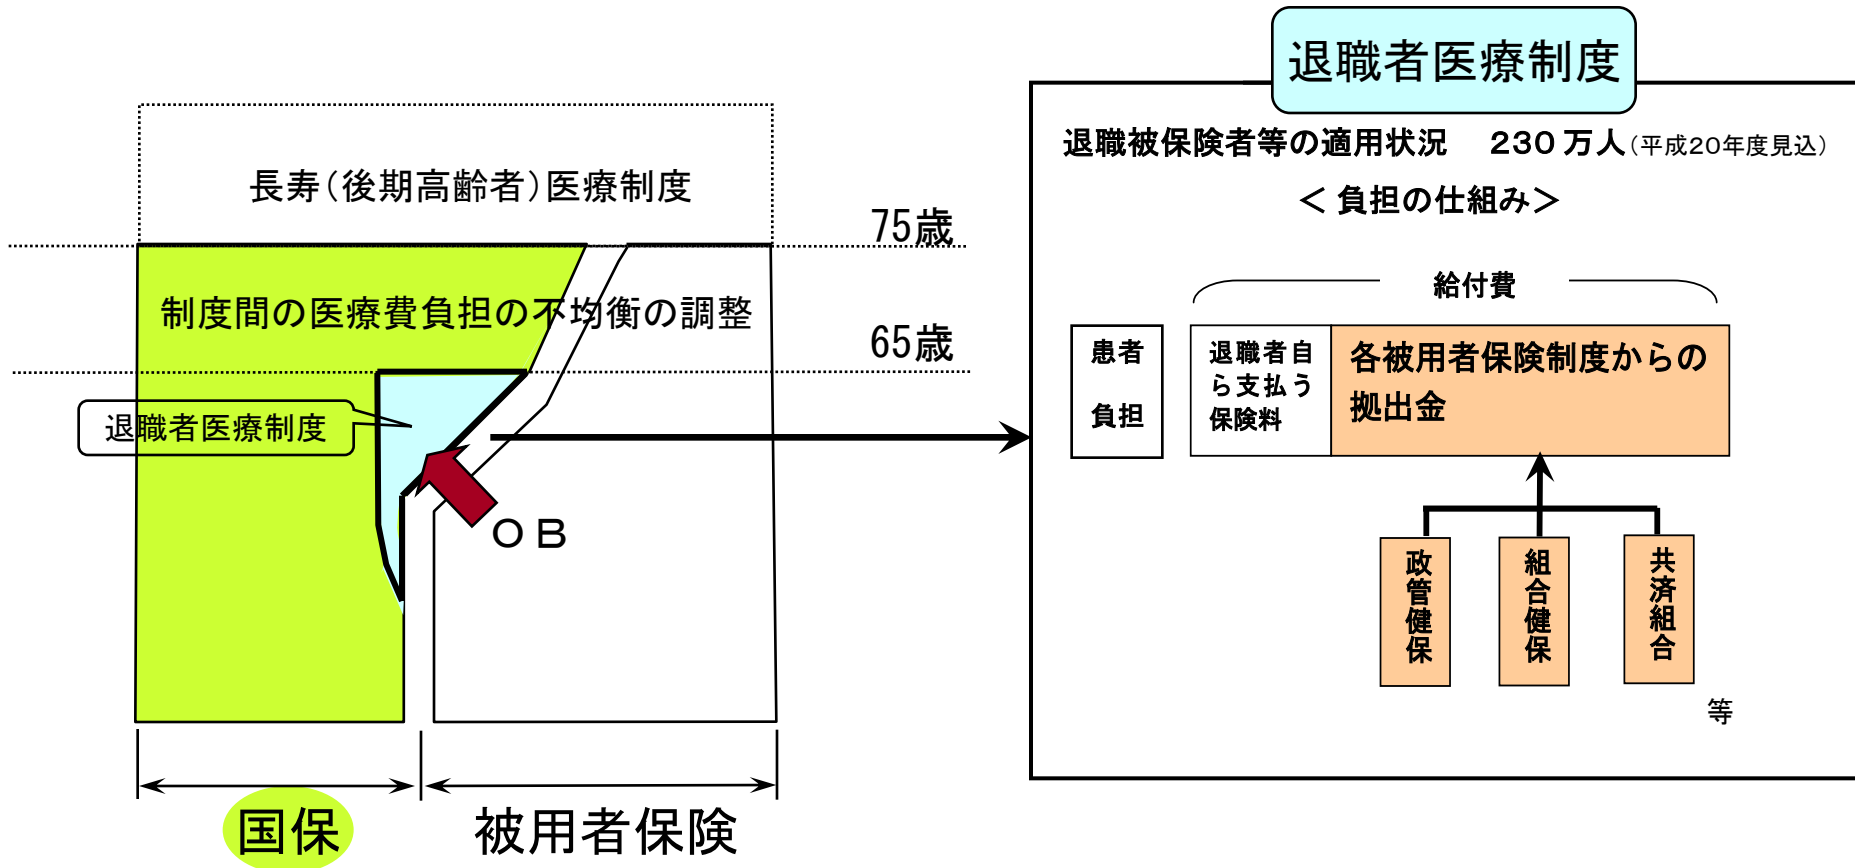 長寿（後期高齢者）医療制度
75歳
制度間の医療費負担の不均衡の調整
65歳
退職者医療制度
ＯＢ
国保
被用者保険
退職者医療制度
退職被保険者等の適用状況　230万人（平成20年度見込）
＜負担の仕組み＞
給付費
患者
負担
退職者自
ら支払う
保険料
各被用者保険制度からの
拠出金
政管健保
組合健保
共済組合
等